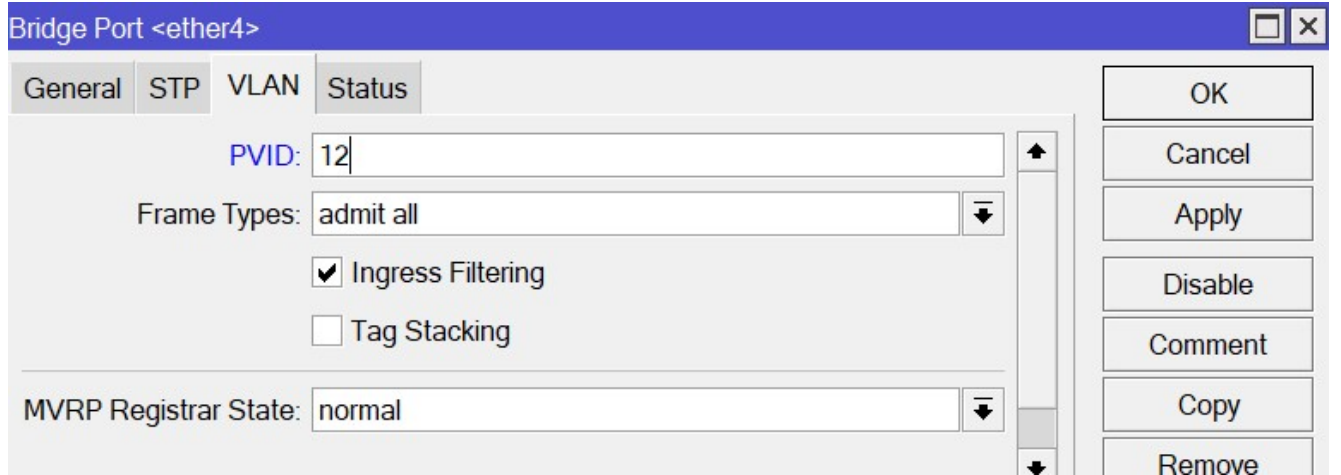 Bridge Port <ether4>
General STP VLAN Status
PVID: 12
Frame Types: admit all
Ingress Filtering
Tag Stacking
MVRP Registrar State: normal
OK
Cancel
Apply
Disable
Comment
Copy
Remove